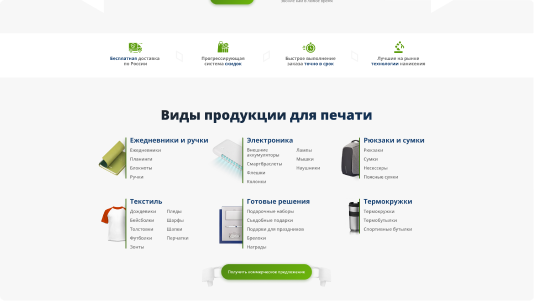 Бесплатная доставка
по России
Прогрессирующая
система скидок
Быстрое выполнение
заказа точно в срок
Лучшие на рынке
технологии нанесения
Виды продукции для печати
Ежедневники и ручки
Ежедневники
Планинги
Блокноты
Ручки
Электроника
Внешние
аккумуляторы
Смартбраслеты
Флешки
Колонки
Лампы
Мышки
Наушники
Рюкзаки и сумки
Рюкзаки
Сумки
Несессеры
Поясные сумки
Текстиль
Дождевики
Бейсболки
Толстовки
Футболки
Зонты
Пледы
Шарфы
Шапки
Перчатки
Готовые решения
Подарочные наборы
Съедобные подарки
Подарки для праздников
Брелоки
Награды
Термокружки
Термокружки
Термобутылки
Спортивные бутылки
Получить коммерческое предложение